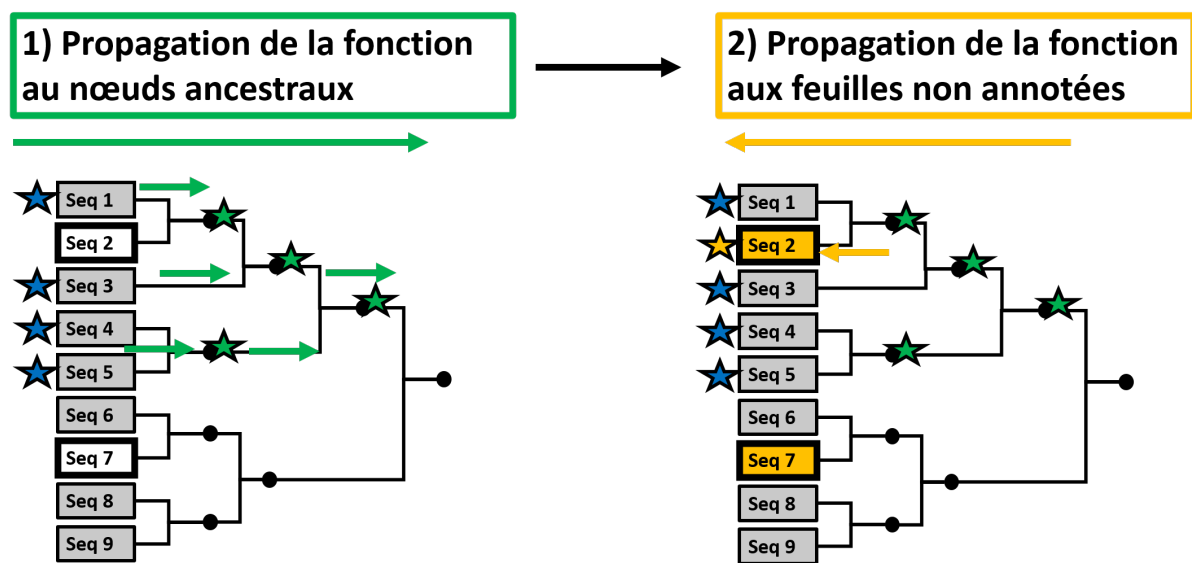 1) Propagation de la fonction
au nœuds ancestraux
2) Propagation de la fonction
aux feuilles non annotées
Seq 1
Seq 2
Seq 3
Seq 4
Seq 5
Seq 6
Seq 7
Seq 8
Seq 9
Seq 1
Seq 2
Seq 3
Seq 4
Seq 5
Seq 6
Seq 7
Seq 8
Seq 9